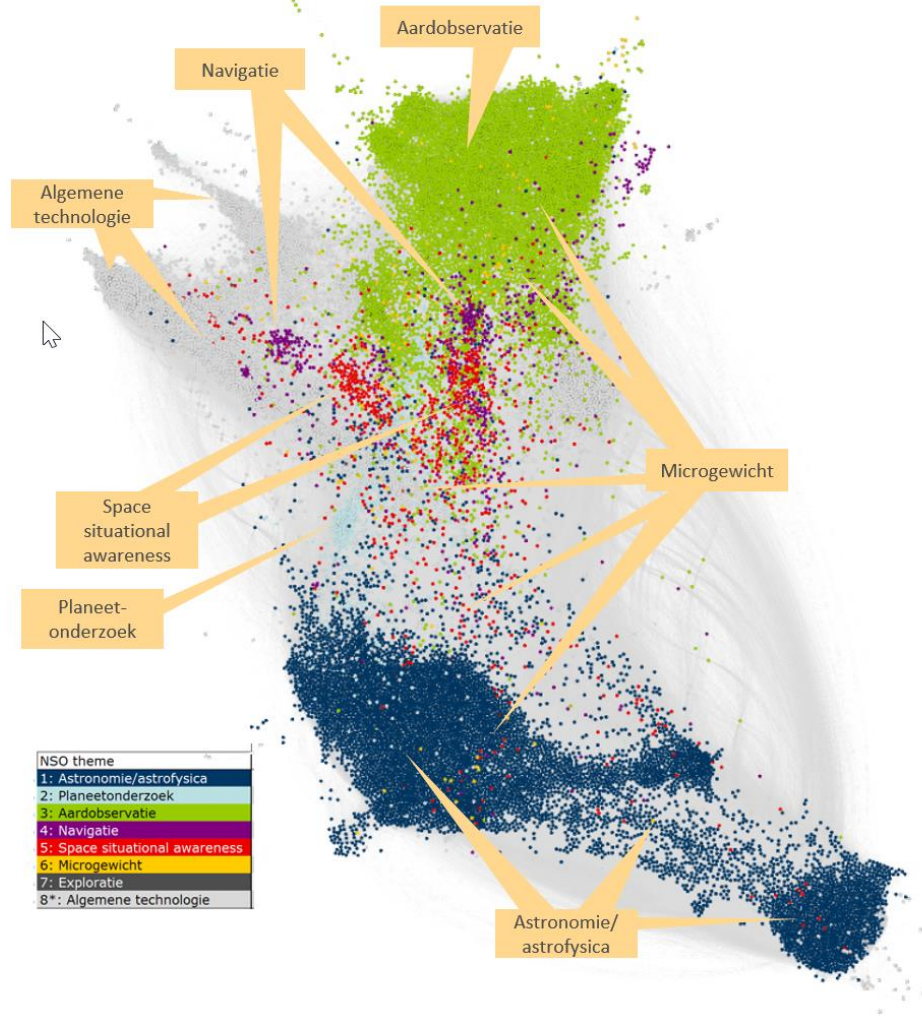 Aardobservatie
Navigatie
Algemene
technologie
Microgewicht
Space
situational
awareness
Planeet-
onderzoek
NSO theme
1: Astronomie/astrofysica
2: Planeetonderzoek
3: Aardobservatie
4: Navigatie
5: Space situational awareness
6: Microgewicht
7: Exploratie
8*: Algemene technologie
Astronomie/
astrofysica